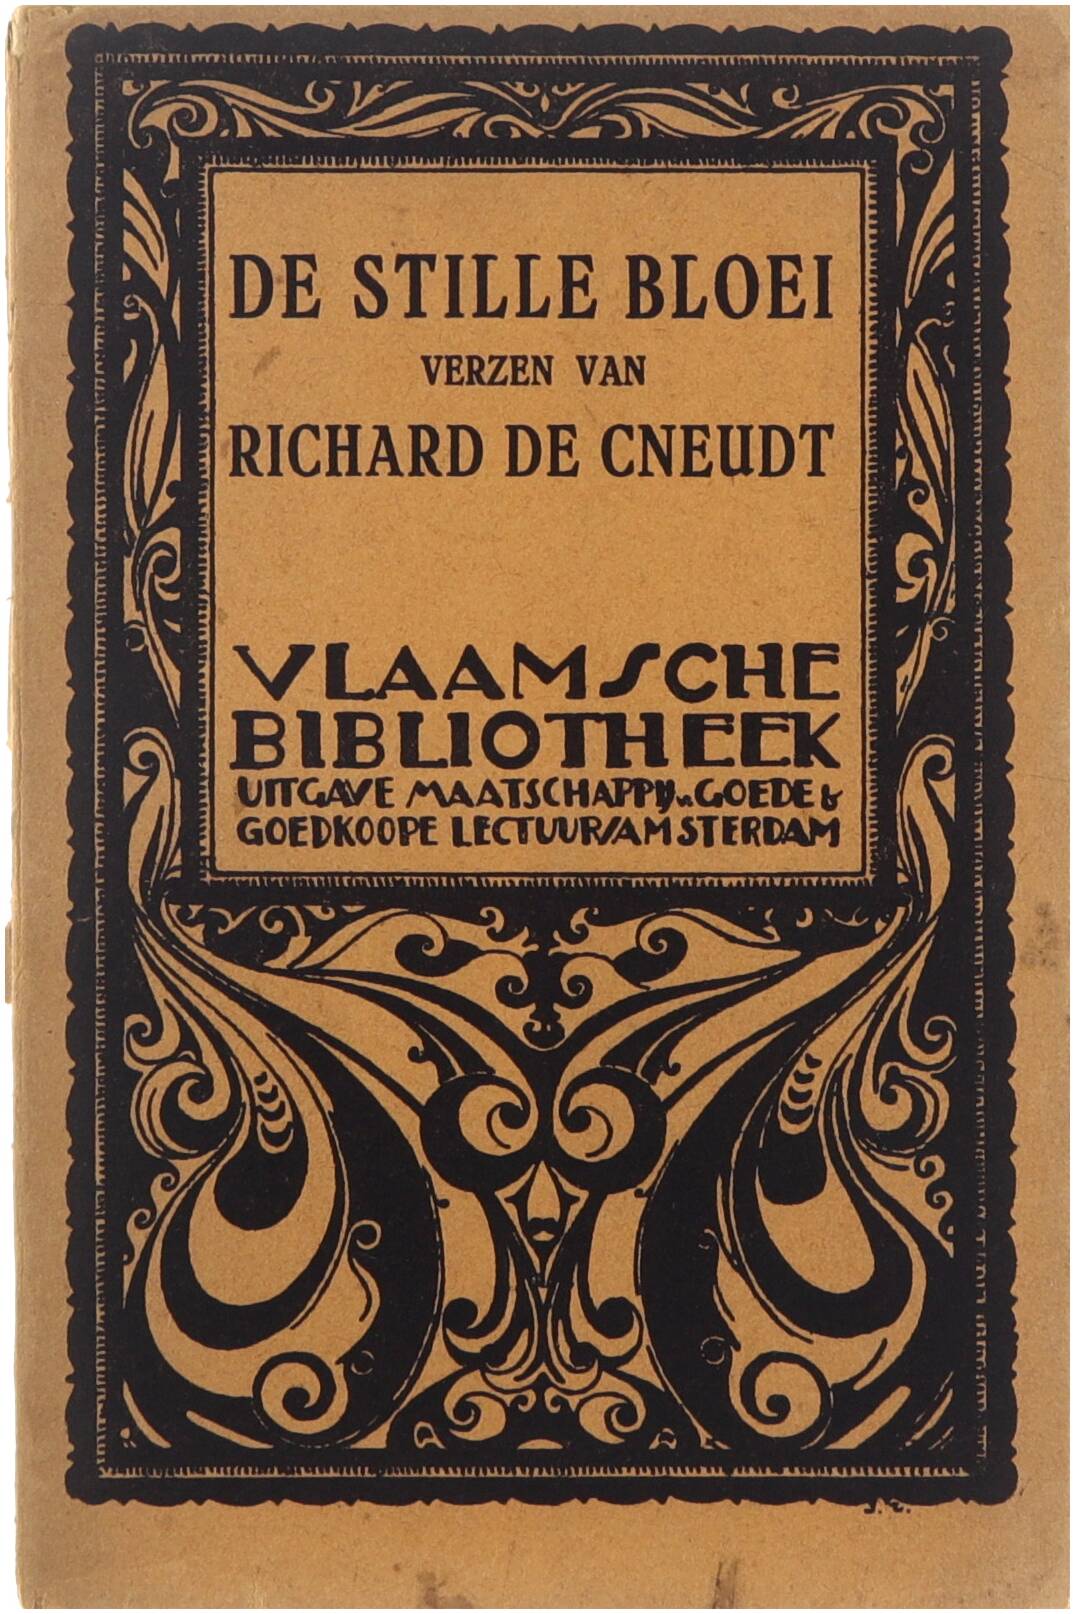 DE STILLE BLOEI
VERZEN VAN
RICHARD DE CNEUDT
VLAAMSCHE
BIBLIOTHEEK
UITGAVE MAATSCHAPPIJ v. GOEDE &
GOEDKOOPE LECTUUR/AMSTERDAM